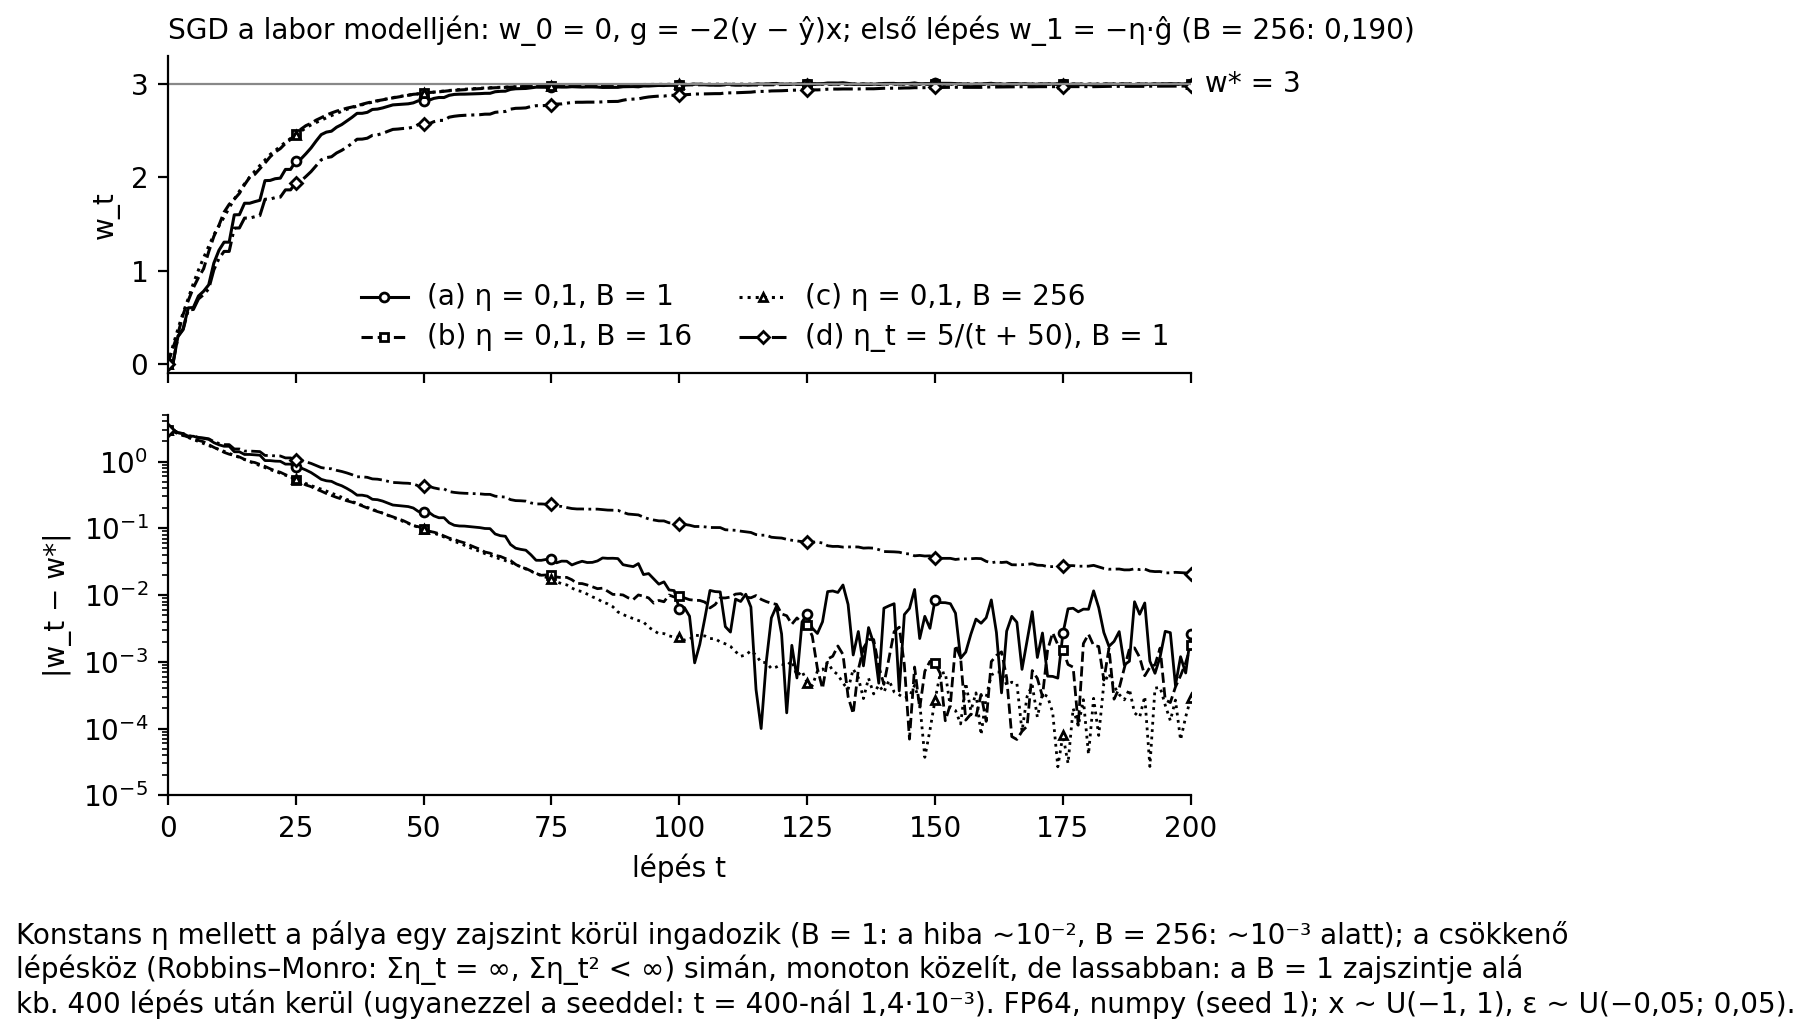 SGD a labor modelljén: w_0 = 0, g = −2(y − ŷ)x; első lépés w_1 = −η·ĝ (B = 256: 0,190)
w_t
3
2
1
0
w* = 3
(a) η = 0,1, B = 1
(b) η = 0,1, B = 16
(c) η = 0,1, B = 256
(d) η_t = 5/(t + 50), B = 1
|w_t − w*|
10⁰
10⁻¹
10⁻²
10⁻³
10⁻⁴
10⁻⁵
0 25 50 75 100 125 150 175 200
lépés t
Konstans η mellett a pálya egy zajszint körül ingadozik (B = 1: a hiba ~10⁻², B = 256: ~10⁻³ alatt); a csökkenő
lépésköz (Robbins–Monro: Ση_t = ∞, Ση_t² < ∞) simán, monoton közelít, de lassabban: a B = 1 zajszintje alá
kb. 400 lépés után kerül (ugyanezzel a seeddel: t = 400-nál 1,4·10⁻³). FP64, numpy (seed 1); x ~ U(−1, 1), ε ~ U(−0,05; 0,05).